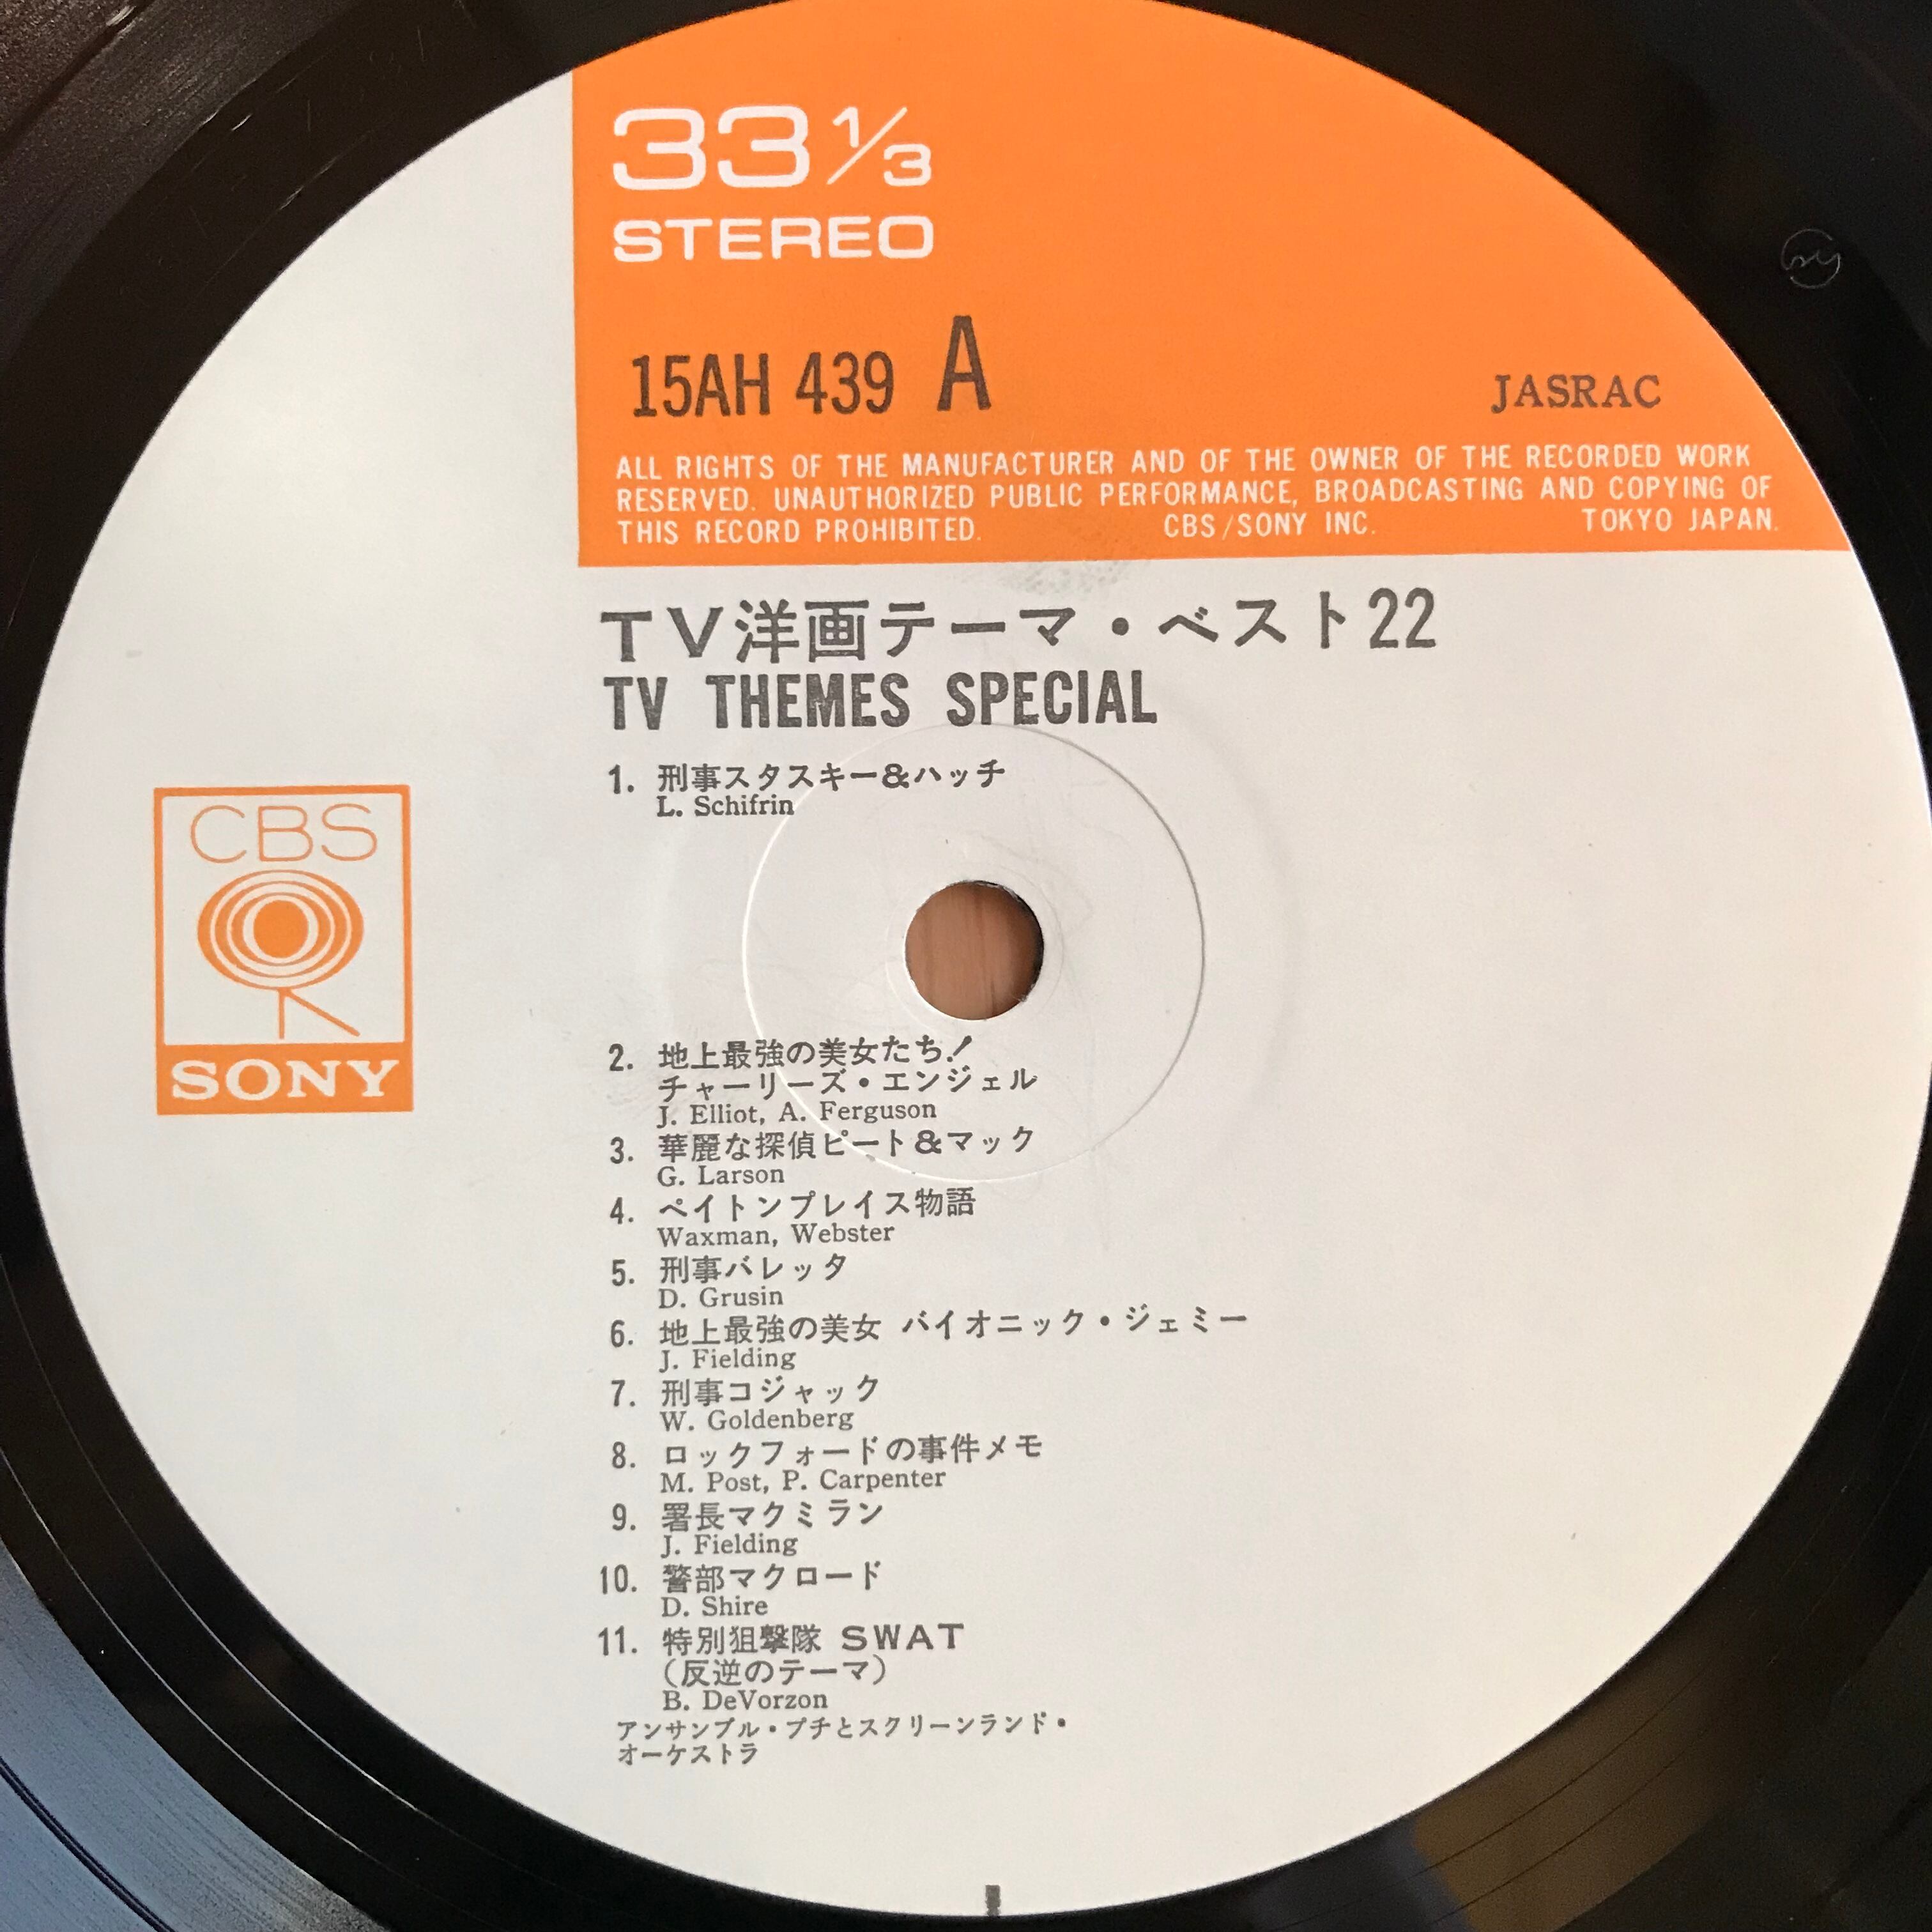 33 1/3
STEREO
15AH 439 A
JASRAC
ALL RIGHTS OF THE MANUFACTURER AND OF THE OWNER OF THE RECORDED WORK
RESERVED. UNAUTHORIZED PUBLIC PERFORMANCE, BROADCASTING AND COPYING OF
THIS RECORD PROHIBITED. CBS/SONY INC. TOKYO JAPAN.
TV洋画テーマ・ベスト22
TV THEMES SPECIAL
1. 刑事スタスキー&ハッチ
L. Schifrin
CBS
SONY
2. 地上最強の美女たち!
チャーリーズ・エンジェル
J. Elliot, A. Ferguson
3. 華麗な探偵ピート&マック
G. Larson
4. ペイトンプレイス物語
Waxman, Webster
5. 刑事バレッタ
D. Grusin
6. 地上最強の美女 バイオニック・ジェミー
J. Fielding
7. 刑事コジャック
W. Goldenberg
8. ロックフォードの事件メモ
M. Post, P. Carpenter
9. 署長マクミラン
J. Fielding
10. 警部マクロード
D. Shire
11. 特別狙撃隊 SWAT
(反逆のテーマ)
B. DeVorzon
アンサンブル・プチとスクリーンランド・
オーケストラ